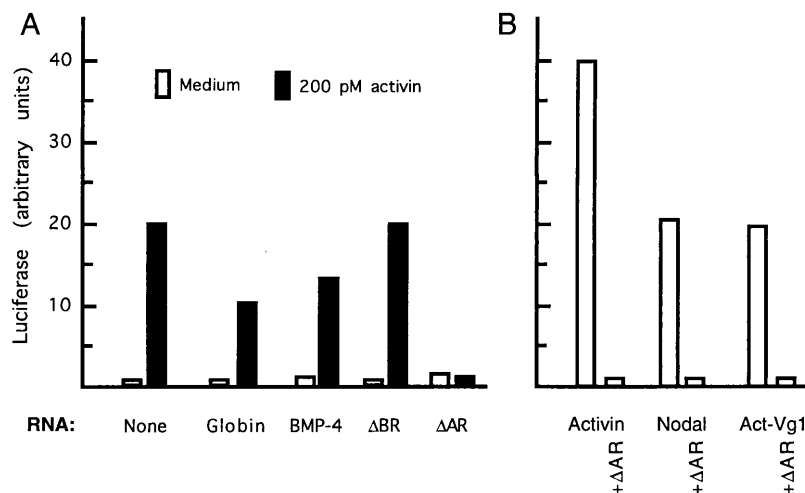 A
B
Luciferase (arbitrary units)
40
30
20
10
Medium
200 pM activin
RNA: None Globin BMP-4 ΔBR ΔAR
Activin +ΔAR Nodal +ΔAR Act-Vg1 +ΔAR